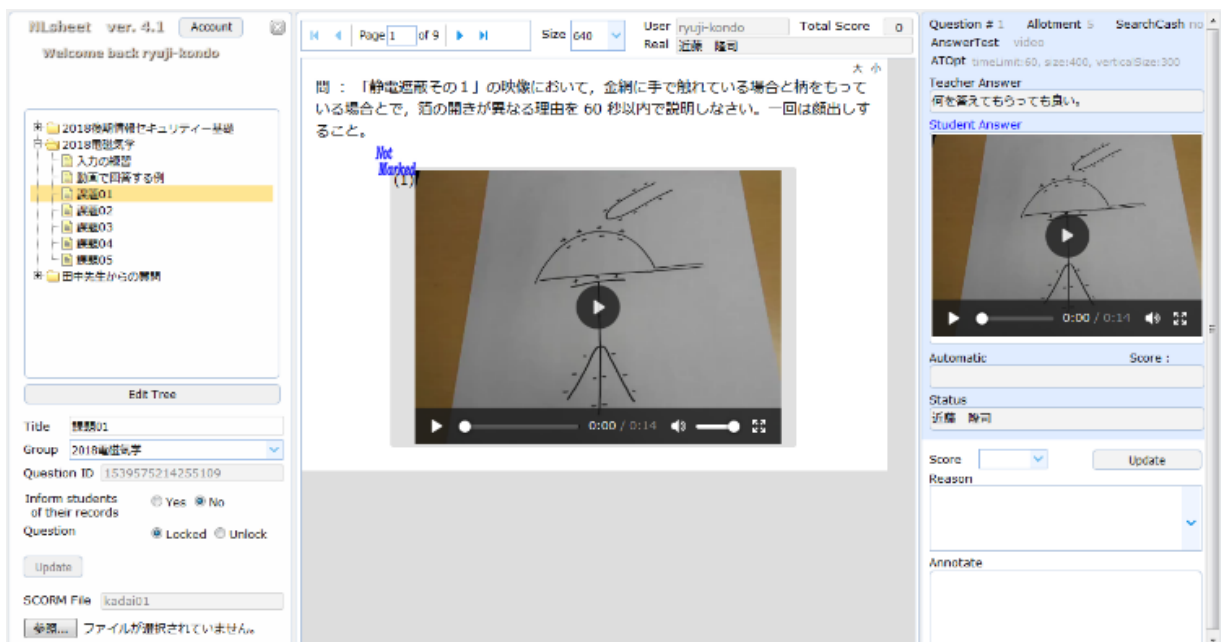 NLsheet ver. 4.1 Account
Welcome back ryuji-kondo
2018後期情報セキュリティー基礎
2018電磁気学
入力の練習
動画で回答する例
課題01
課題02
課題03
課題04
課題05
田中先生からの質問
Edit Tree
Title 課題01
Group 2018電磁気学
Question ID 1539575214255109
Inform students of their records Yes No
Question Locked Unlock
Update
SCORM File kadai01
参照... ファイルが選択されていません。
Page 1 of 9 Size 640 User ryuji-kondo Total Score 0
Real 近藤 隆司
大 小
問 : 「静電遮蔽その1」の映像において,金網に手で触れている場合と柄をもって
いる場合とで,箔の開きが異なる理由を 60 秒以内で説明しなさい。一回は顔出しす
ること。
Not
Marked
(1)
0:00 / 0:14
Question # 1 Allotment 5 SearchCash no
AnswerTest video
ATOpt timeLimit:60, size:400, verticalSize:300
Teacher Answer
何を答えてもらっても良い。
Student Answer
0:00 / 0:14
Automatic Score :
Status
近藤 隆司
Score Update
Reason
Annotate